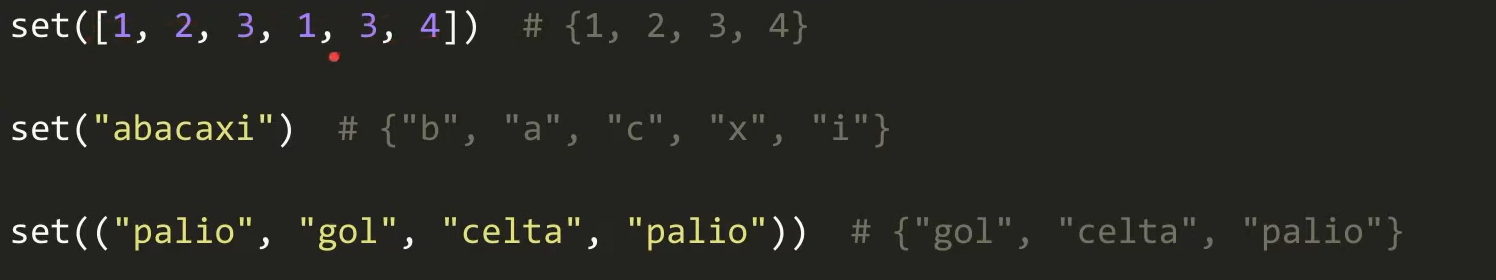 set([1, 2, 3, 1, 3, 4])  # {1, 2, 3, 4}
set("abacaxi")  # {"b", "a", "c", "x", "i"}
set(("palio", "gol", "celta", "palio"))  # {"gol", "celta", "palio"}